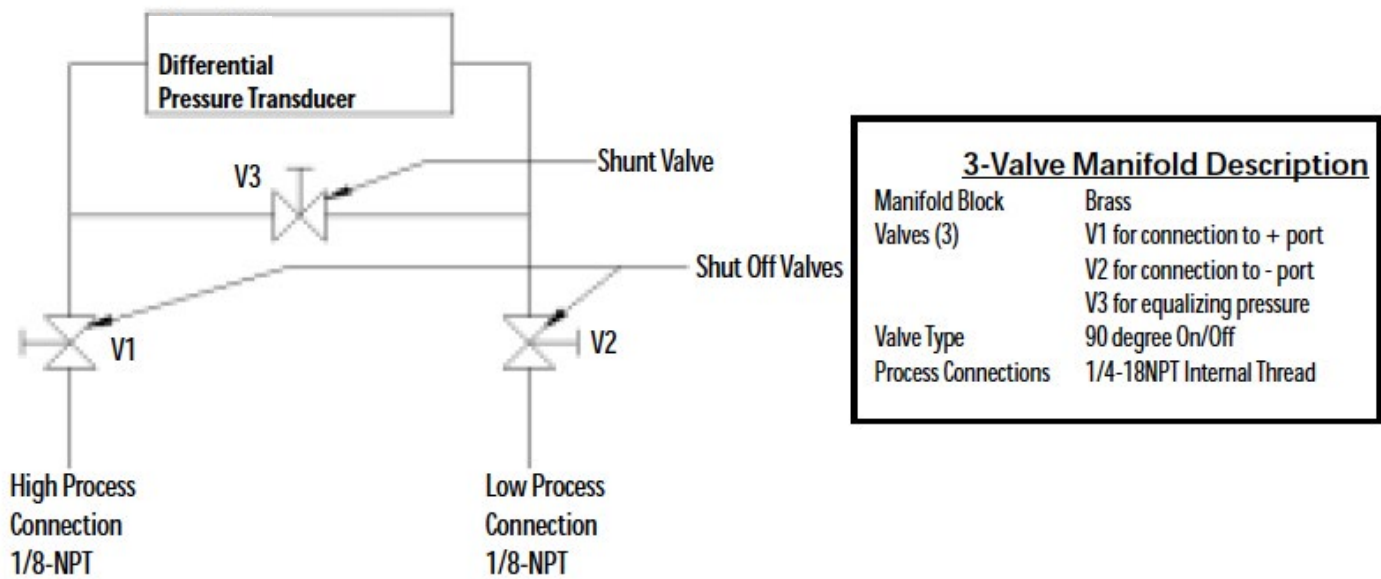 Differential
Pressure Transducer
V3
Shunt Valve
Shut Off Valves
V1
V2
High Process
Connection
1/8-NPT
Low Process
Connection
1/8-NPT
3-Valve Manifold Description
Manifold Block Brass
Valves (3) V1 for connection to + port
V2 for connection to - port
V3 for equalizing pressure
Valve Type 90 degree On/Off
Process Connections 1/4-18NPT Internal Thread